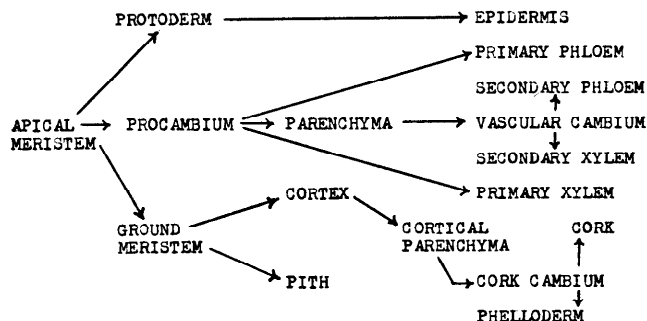 PROTODERM
EPIDERMIS
PRIMARY PHLOEM
SECONDARY PHLOEM
APICAL
MERISTEM
PROCAMBIUM
PARENCHYMA
VASCULAR CAMBIUM
SECONDARY XYLEM
PRIMARY XYLEM
CORTEX
GROUND
MERISTEM
CORTICAL
PARENCHYMA
CORK
PITH
CORK CAMBIUM
PHELLODERM